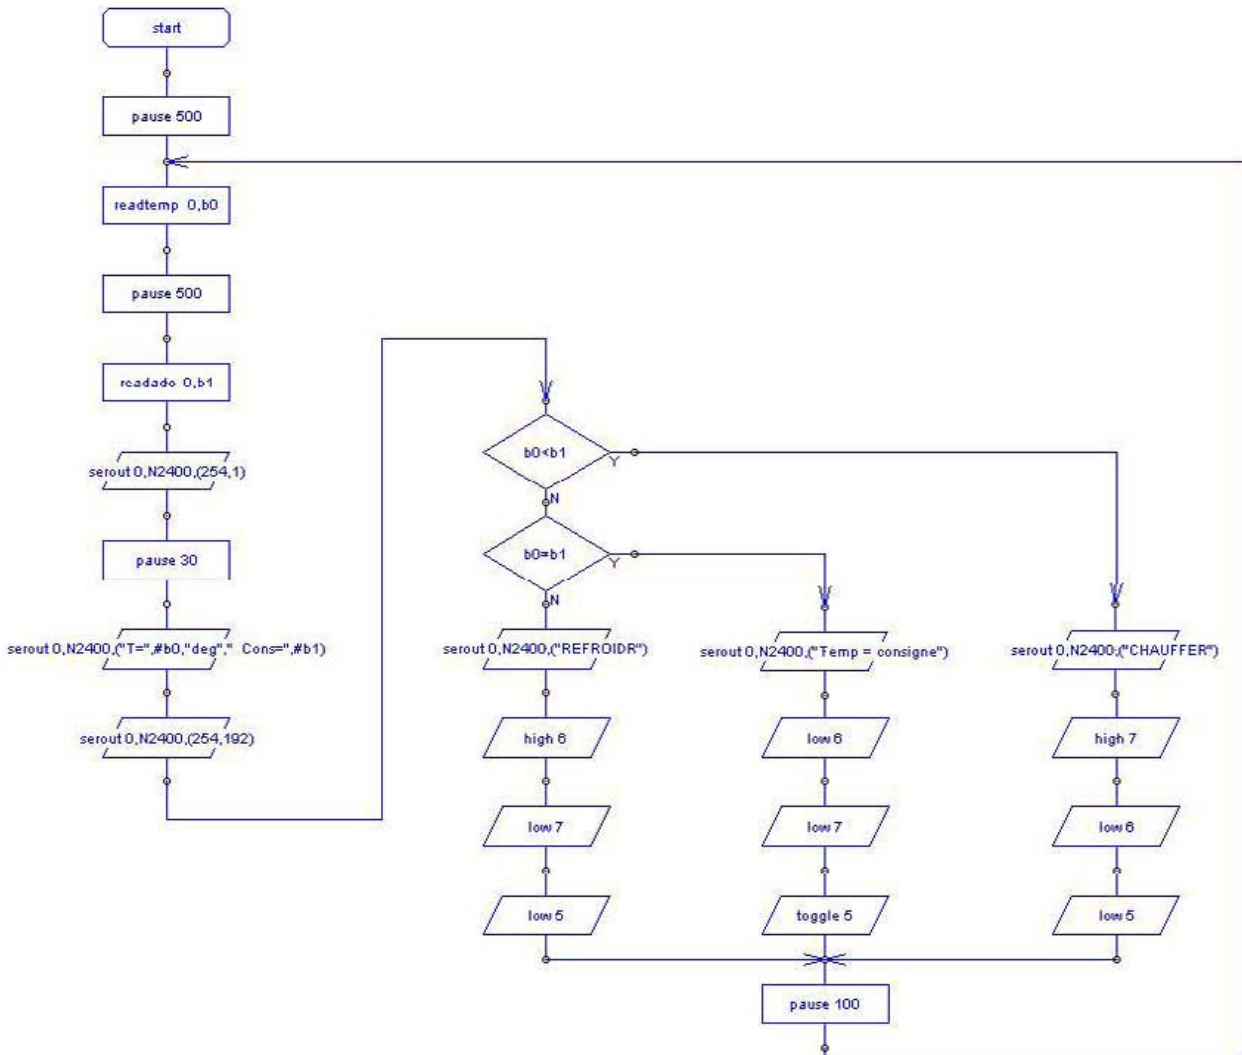 start
pause 500
readtemp 0,b0
pause 500
readado 0,b1
serout 0,N2400,(254,1)
pause 30
serout 0,N2400,("T=",#b0,"deg"," Cons=",#b1)
serout 0,N2400,(254,192)
b0<b1
Y
N
b0=b1
Y
N
serout 0,N2400,("REFROIDR")
high 6
low 7
low 5
serout 0,N2400,("Temp = consigne")
low 6
low 7
toggle 5
serout 0,N2400,("CHAUFFER")
high 7
low 6
low 5
pause 100